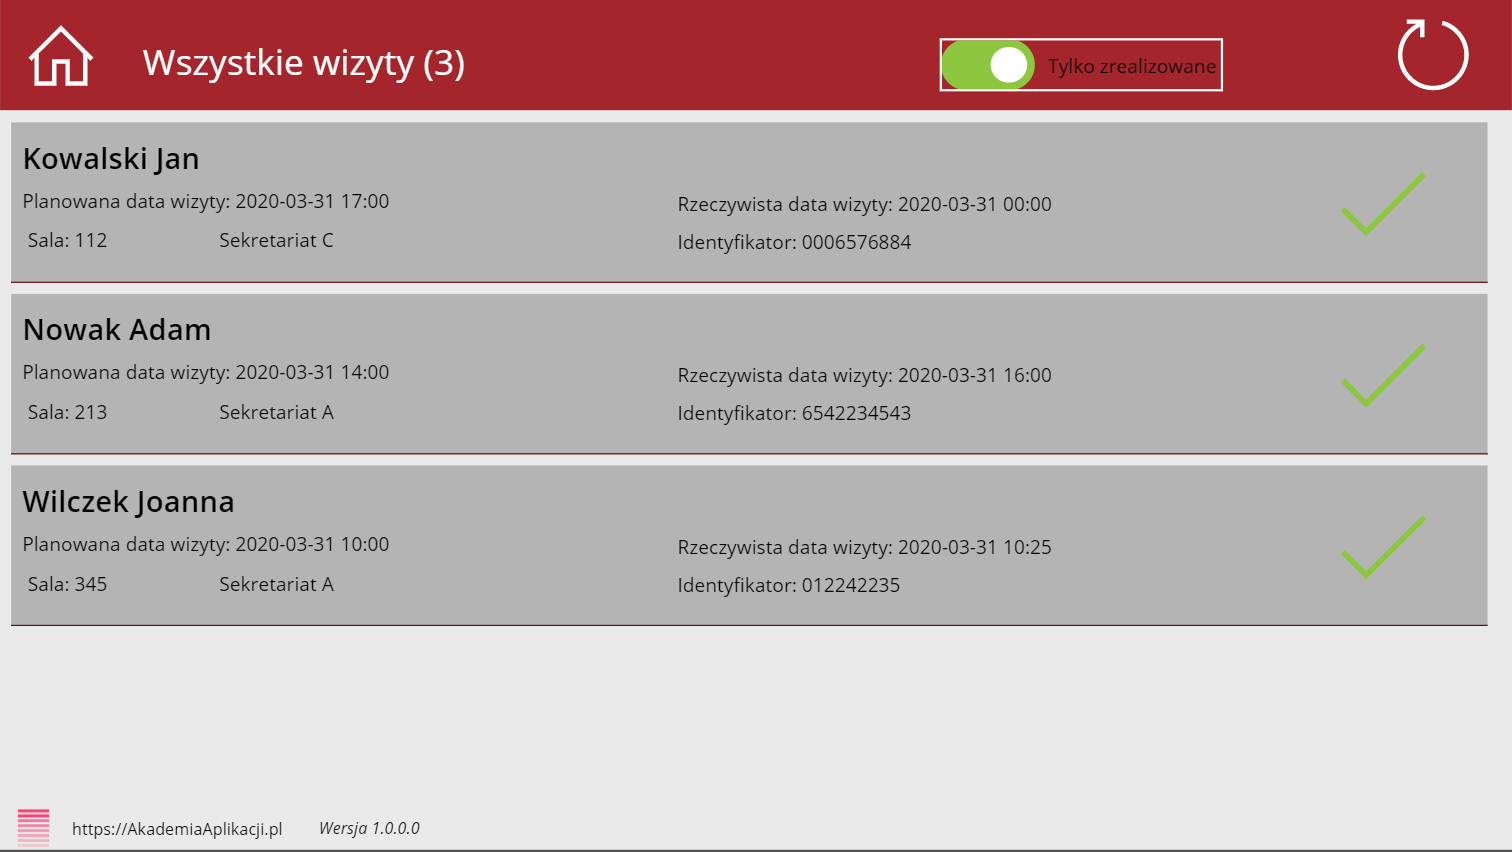 Wszystkie wizyty (3)
Tylko zrealizowane
Kowalski Jan
Planowana data wizyty: 2020-03-31 17:00
Rzeczywista data wizyty: 2020-03-31 00:00
Sala: 112 Sekretariat C
Identyfikator: 0006576884
Nowak Adam
Planowana data wizyty: 2020-03-31 14:00
Rzeczywista data wizyty: 2020-03-31 16:00
Sala: 213 Sekretariat A
Identyfikator: 6542234543
Wilczek Joanna
Planowana data wizyty: 2020-03-31 10:00
Rzeczywista data wizyty: 2020-03-31 10:25
Sala: 345 Sekretariat A
Identyfikator: 012242235
https://AkademiaAplikacji.pl Wersja 1.0.0.0